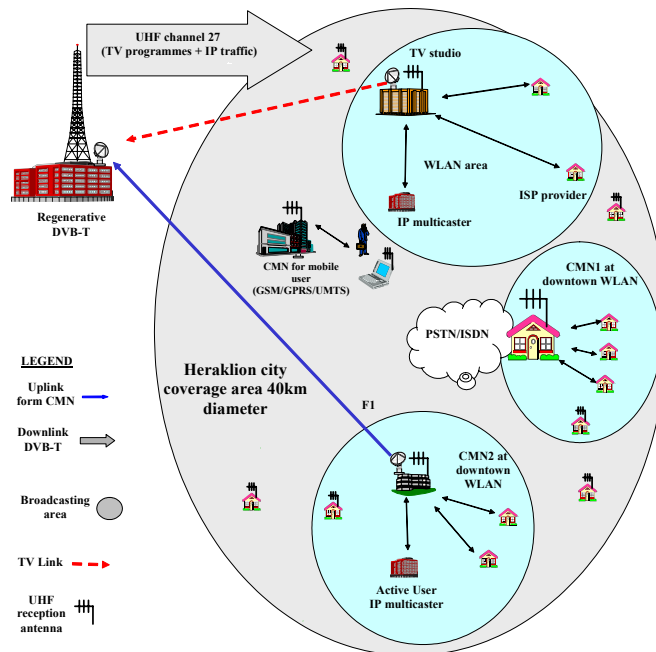 UHF channel 27
(TV programmes + IP traffic)
TV studio
WLAN area
ISP provider
IP multicaster
Regenerative
DVB-T
CMN for mobile
user
(GSM/GPRS/UMTS)
CMN1 at
downtown WLAN
PSTN/ISDN
LEGEND
Uplink
form CMN
Downlink
DVB-T
Broadcasting
area
TV Link
UHF
reception
antenna
Heraklion city
coverage area 40km
diameter
F1
CMN2 at
downtown
WLAN
Active User
IP multicaster